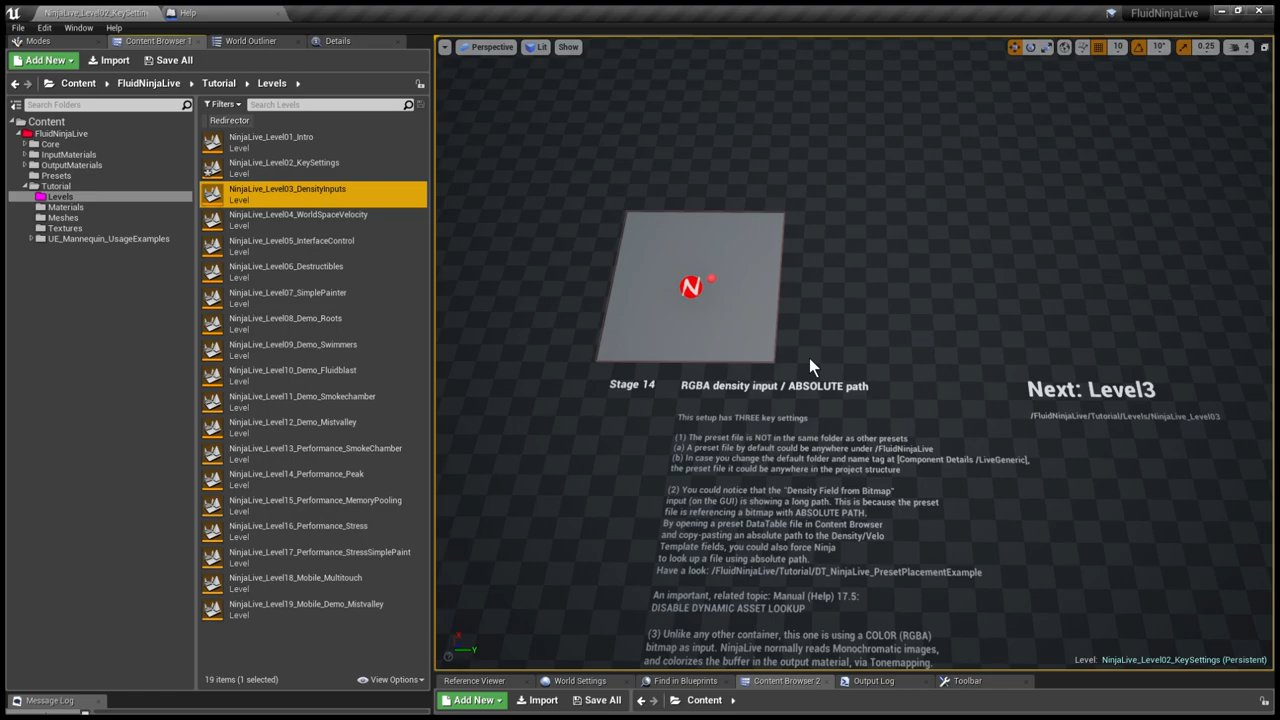 NinjaLive_Level02_KeySettin
Help
FluidNinjaLive
File
Edit
Window
Help
Modes
Content Browser 1
World Outliner
Details
Add New
Import
Save All
Content
FluidNinjaLive
Tutorial
Levels
Search Folders
Filters
Search Levels
Redirector
Content
FluidNinjaLive
Core
InputMaterials
OutputMaterials
Presets
Tutorial
Levels
Materials
Meshes
Textures
UE_Mannequin_UsageExamples
NinjaLive_Level01_Intro
Level
NinjaLive_Level02_KeySettings
Level
NinjaLive_Level03_DensityInputs
Level
NinjaLive_Level04_WorldSpaceVelocity
Level
NinjaLive_Level05_InterfaceControl
Level
NinjaLive_Level06_Destructibles
Level
NinjaLive_Level07_SimplePainter
Level
NinjaLive_Level08_Demo_Roots
Level
NinjaLive_Level09_Demo_Swimmers
Level
NinjaLive_Level10_Demo_Fluidblast
Level
NinjaLive_Level11_Demo_Smokechamber
Level
NinjaLive_Level12_Demo_Mistvalley
Level
NinjaLive_Level13_Performance_SmokeChamber
Level
NinjaLive_Level14_Performance_Peak
Level
NinjaLive_Level15_Performance_MemoryPooling
Level
NinjaLive_Level16_Performance_Stress
Level
NinjaLive_Level17_Performance_StressSimplePaint
Level
NinjaLive_Level18_Mobile_Multitouch
Level
NinjaLive_Level19_Mobile_Demo_Mistvalley
Level
19 items (1 selected)
View Options
Message Log
Perspective
Lit
Show
10
10°
0.25
4
N
Stage 14 RGBA density input / ABSOLUTE path
This setup has THREE key settings
(1) The preset file is NOT in the same folder as other presets
(a) A preset file by default could be anywhere under /FluidNinjaLive
(b) In case you change the default folder and name tag at [Component Details /LiveGeneric],
the preset file it could be anywhere in the project structure
(2) You could notice that the "Density Field from Bitmap"
input (on the GUI) is showing a long path. This is because the preset
file is referencing a bitmap with ABSOLUTE PATH.
By opening a preset DataTable file in Content Browser
and copy-pasting an absolute path to the Density/Velo
Template fields, you could also force Ninja
to look up a file using absolute path.
Have a look: /FluidNinjaLive/Tutorial/DT_NinjaLive_PresetPlacementExample
An important, related topic: Manual (Help) 17.5:
DISABLE DYNAMIC ASSET LOOKUP
(3) Unlike any other container, this one is using a COLOR (RGBA)
bitmap as input. NinjaLive normally reads Monochromatic images,
and colorizes the buffer in the output material, via Tonemapping.
Next: Level3
/FluidNinjaLive/Tutorial/Levels/NinjaLive_Level03
X
Y
Level: NinjaLive_Level02_KeySettings (Persistent)
Reference Viewer
World Settings
Find in Blueprints
Content Browser 2
Output Log
Toolbar
Add New
Import
Save All
Content